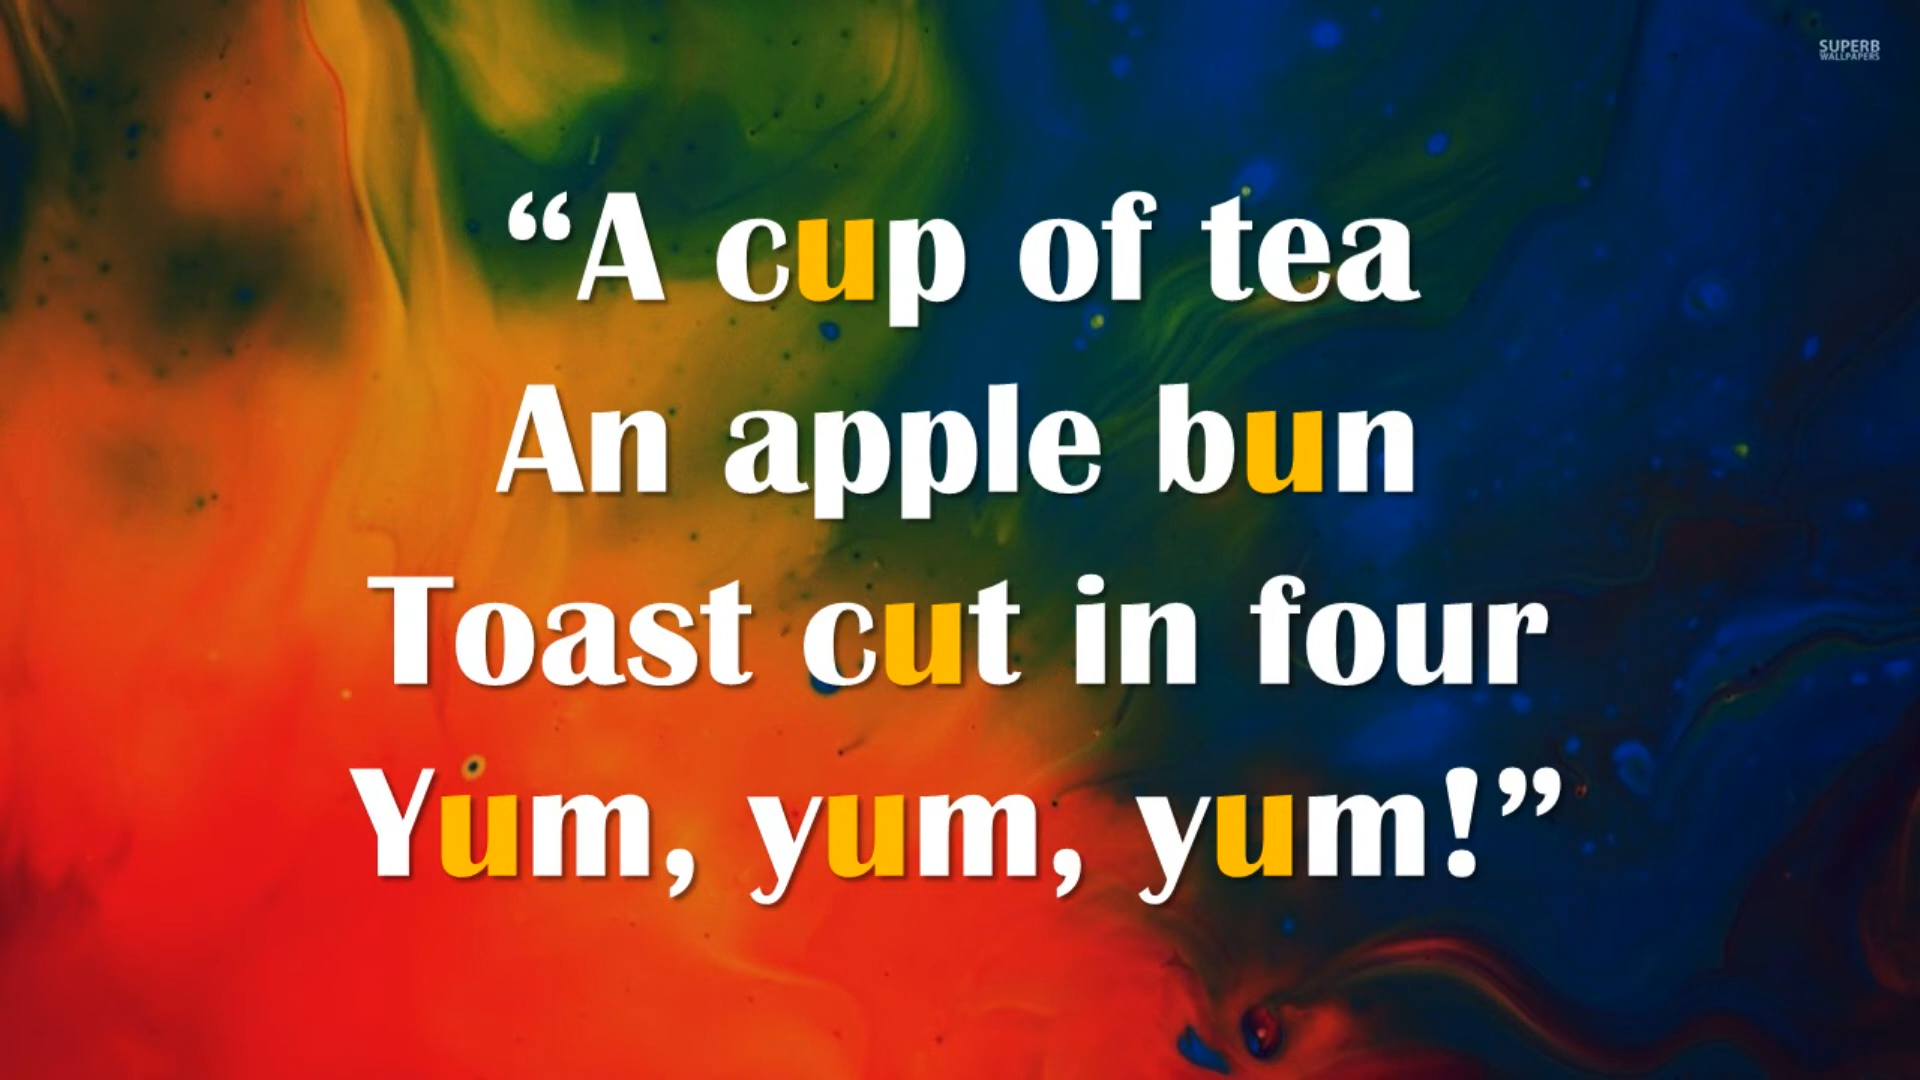 SUPERB
WALLPAPERS
“A cup of tea
An apple bun
Toast cut in four
Yum, yum, yum!”